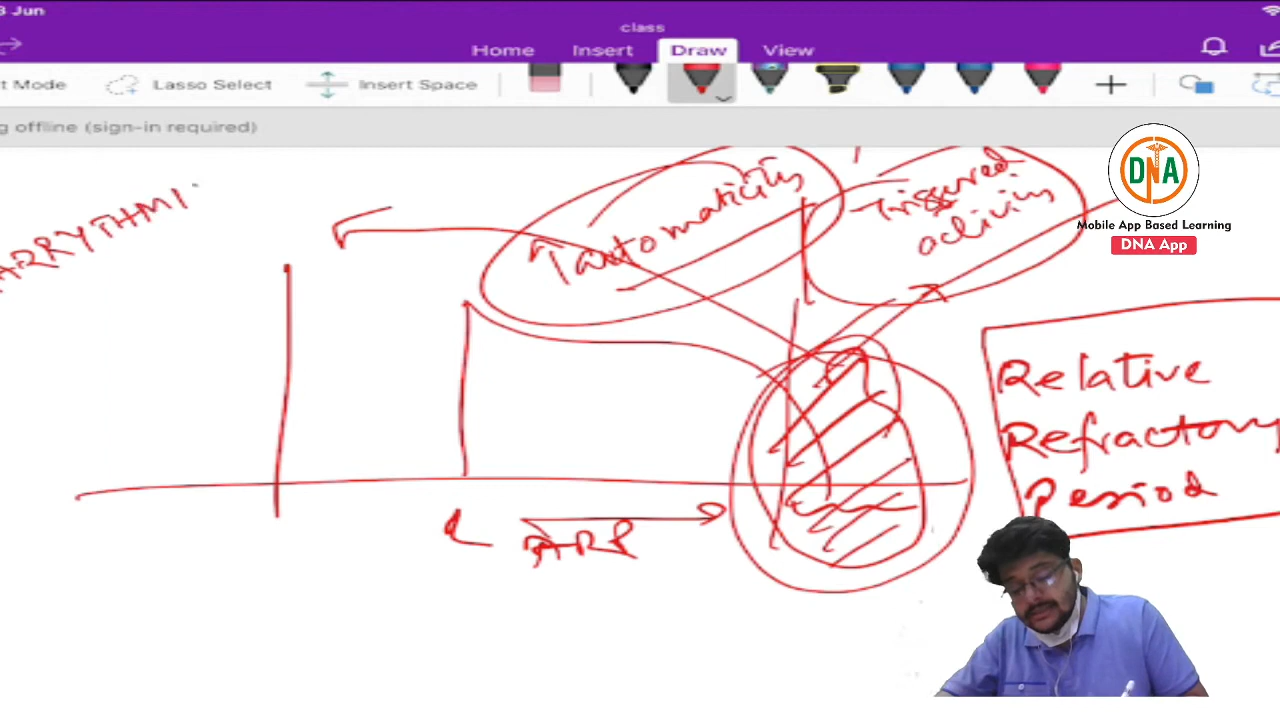 3 Jun
class
Home Insert Draw View
t Mode Lasso Select Insert Space
g offline (sign-in required)
ARRYTHMI
automaticity
Triggered
activity
DNA
Mobile App Based Learning
DNA App
Relative
Refractory
Period
ARP